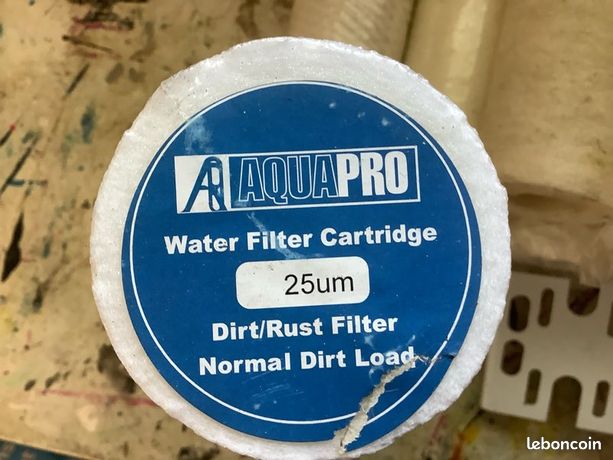 AQUAPRO
Water Filter Cartridge
25um
Dirt/Rust Filter
Normal Dirt Load
leboncoin